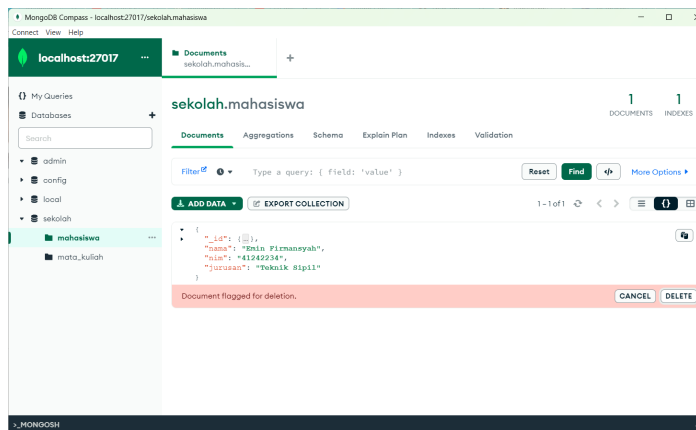 MongoDB Compass - localhost:27017/sekolah.mahasiswa
Connect View Help
localhost:27017 ...
Documents
sekolah.mahasis...
+
{} My Queries
Databases +
Search
admin
config
local
sekolah
mahasiswa ...
mata_kuliah
sekolah.mahasiswa
1 DOCUMENTS
1 INDEXES
Documents Aggregations Schema Explain Plan Indexes Validation
Filter Type a query: { field: 'value' } Reset Find </> More Options
ADD DATA EXPORT COLLECTION 1 - 1 of 1 {}
{
"_id": {...},
"nama": "Emin Firmansyah",
"nim": "41242234",
"jurusan": "Teknik Sipil"
}
Document flagged for deletion. CANCEL DELETE
>_MONGOSH